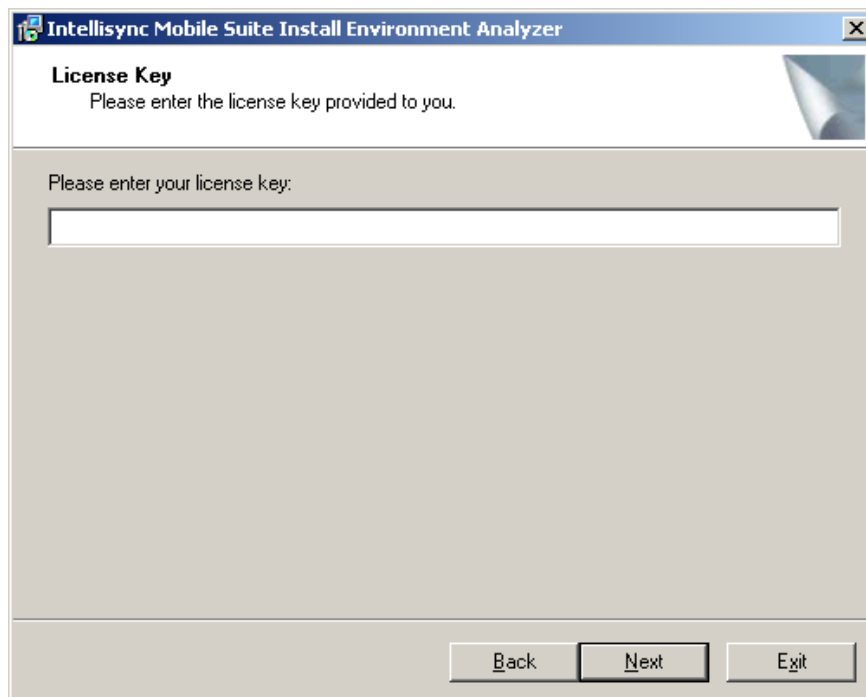 Intellisync Mobile Suite Install Environment Analyzer
License Key
Please enter the license key provided to you.
Please enter your license key:
Back Next Exit